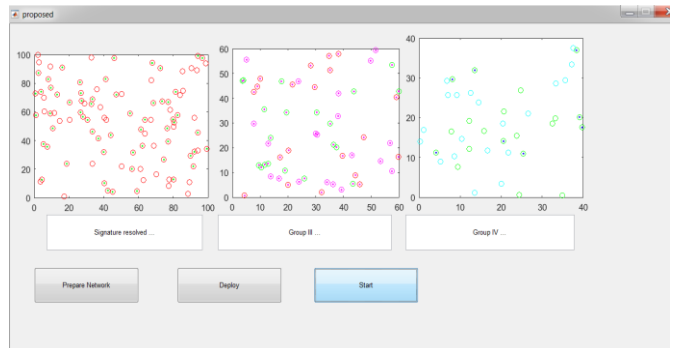 proposed
100
80
60
40
20
0
0 20 40 60 80 100
60
50
40
30
20
10
0
0 10 20 30 40 50 60
40
30
20
10
0
0 10 20 30 40
Signature resolved ...
Group III ...
Group IV ...
Prepare Network
Deploy
Start